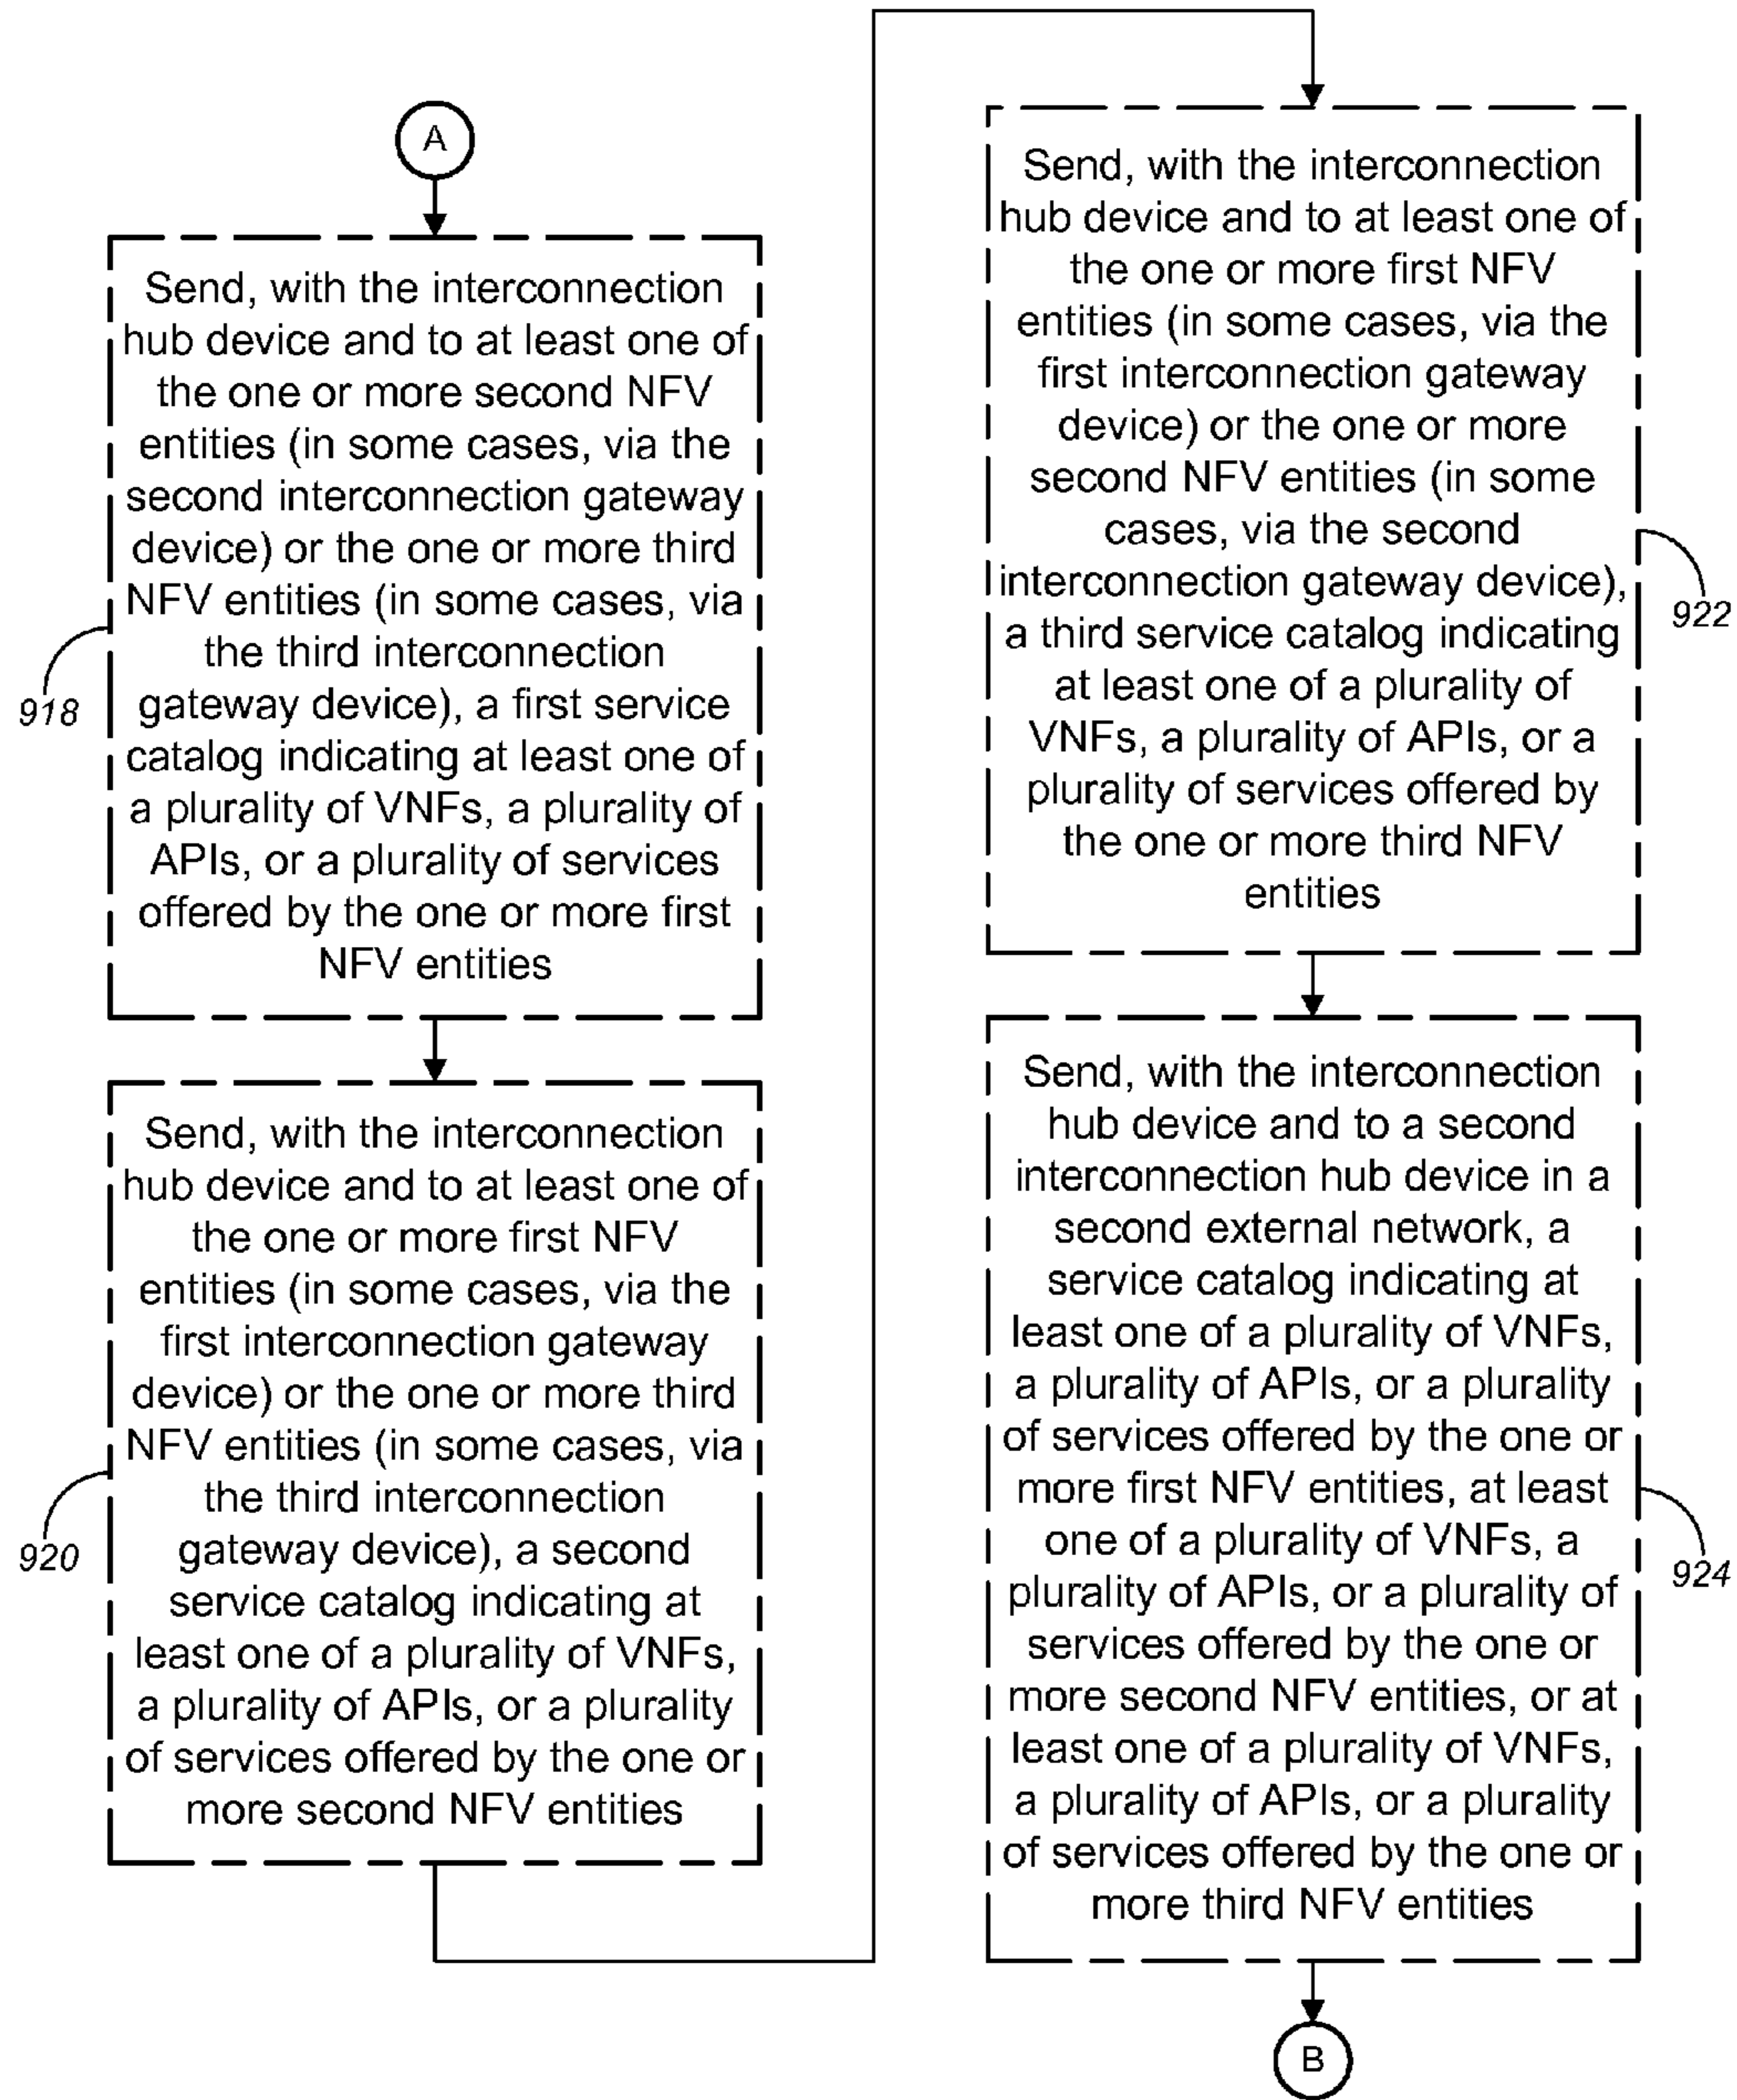 A
Send, with the interconnection
hub device and to at least one of
the one or more second NFV
entities (in some cases, via the
second interconnection gateway
device) or the one or more third
NFV entities (in some cases, via
the third interconnection
gateway device), a first service
catalog indicating at least one of
a plurality of VNFs, a plurality of
APIs, or a plurality of services
offered by the one or more first
NFV entities
918
Send, with the interconnection
hub device and to at least one of
the one or more first NFV
entities (in some cases, via the
first interconnection gateway
device) or the one or more third
NFV entities (in some cases, via
the third interconnection
gateway device), a second
service catalog indicating at
least one of a plurality of VNFs,
a plurality of APIs, or a plurality
of services offered by the one or
more second NFV entities
920
Send, with the interconnection
hub device and to at least one of
the one or more first NFV
entities (in some cases, via the
first interconnection gateway
device) or the one or more
second NFV entities (in some
cases, via the second
interconnection gateway device),
a third service catalog indicating
at least one of a plurality of
VNFs, a plurality of APIs, or a
plurality of services offered by
the one or more third NFV
entities
922
Send, with the interconnection
hub device and to a second
interconnection hub device in a
second external network, a
service catalog indicating at
least one of a plurality of VNFs,
a plurality of APIs, or a plurality
of services offered by the one or
more first NFV entities, at least
one of a plurality of VNFs, a
plurality of APIs, or a plurality of
services offered by the one or
more second NFV entities, or at
least one of a plurality of VNFs,
a plurality of APIs, or a plurality
of services offered by the one or
more third NFV entities
924
B